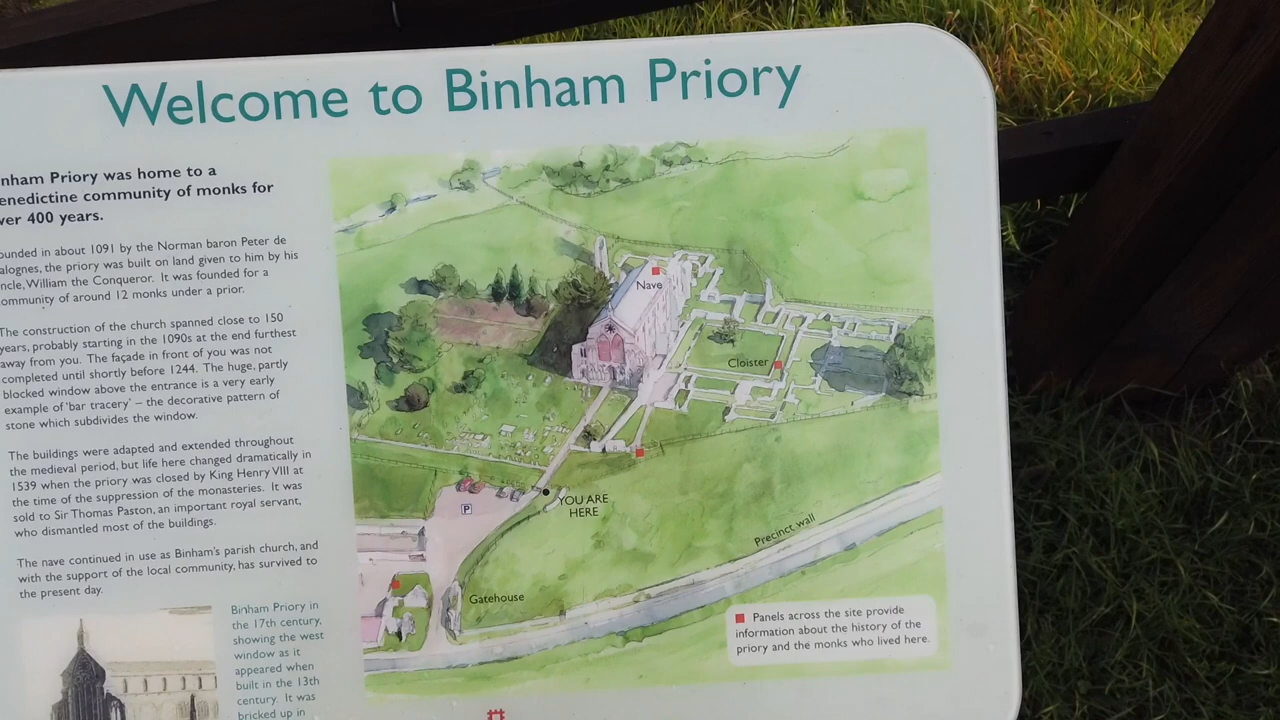 Welcome to Binham Priory
nham Priory was home to a
enedictine community of monks for
ver 400 years.
ounded in about 1091 by the Norman baron Peter de
alognes, the priory was built on land given to him by his
ncle, William the Conqueror. It was founded for a
ommunity of around 12 monks under a prior.
The construction of the church spanned close to 150
years, probably starting in the 1090s at the end furthest
away from you. The façade in front of you was not
completed until shortly before 1244. The huge, partly
blocked window above the entrance is a very early
example of 'bar tracery' – the decorative pattern of
stone which subdivides the window.
The buildings were adapted and extended throughout
the medieval period, but life here changed dramatically in
1539 when the priory was closed by King Henry VIII at
the time of the suppression of the monasteries. It was
sold to Sir Thomas Paston, an important royal servant,
who dismantled most of the buildings.
The nave continued in use as Binham's parish church, and
with the support of the local community, has survived to
the present day.
Binham Priory in
the 17th century,
showing the west
window as it
appeared when
built in the 13th
century. It was
bricked up in
Nave
Cloister
YOU ARE
HERE
P
Precinct wall
Gatehouse
Panels across the site provide
information about the history of the
priory and the monks who lived here.